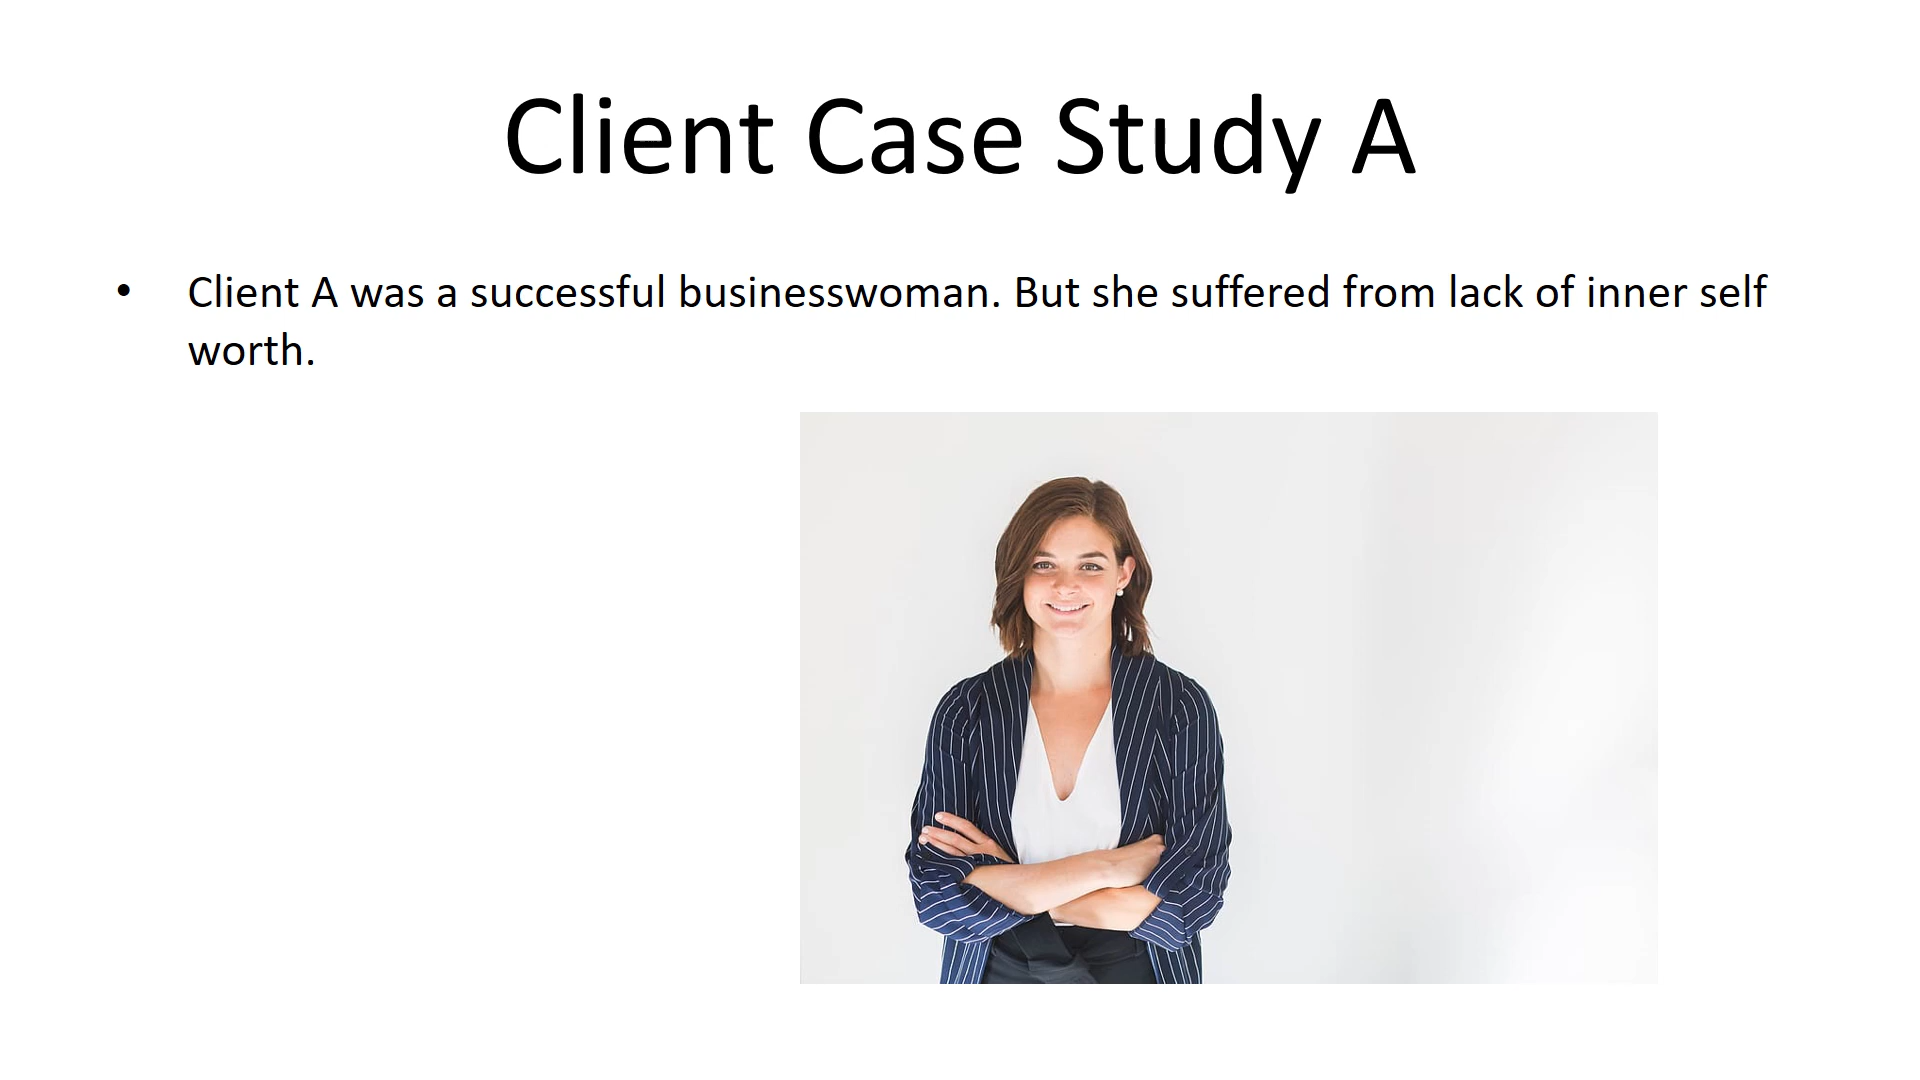 Client Case Study A
• Client A was a successful businesswoman. But she suffered from lack of inner self
worth.